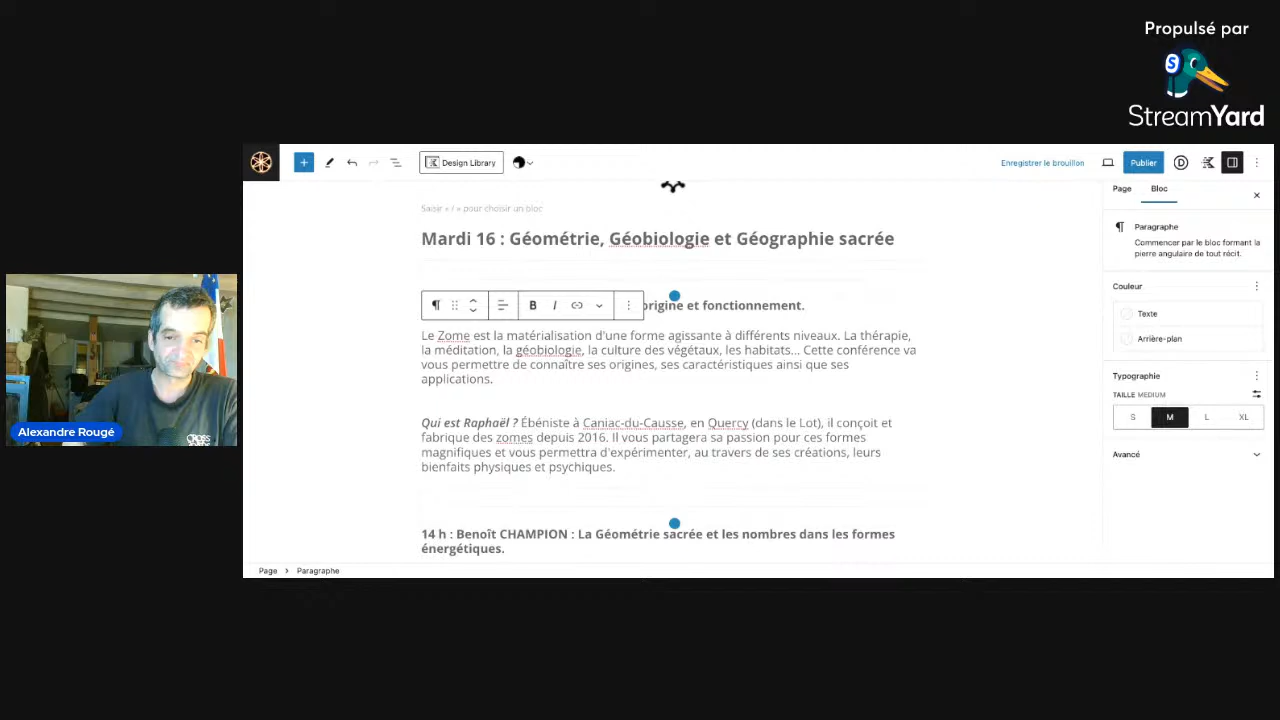 Propulsé par
S
StreamYard
Design Library
Enregistrer le brouillon
Publier
D
Page
Bloc
Saisir « / » pour choisir un bloc
Mardi 16 : Géométrie, Géobiologie et Géographie sacrée
B I
origine et fonctionnement.
Le Zome est la matérialisation d'une forme agissante à différents niveaux. La thérapie,
la méditation, la géobiologie, la culture des végétaux, les habitats... Cette conférence va
vous permettre de connaître ses origines, ses caractéristiques ainsi que ses
applications.
Qui est Raphaël ? Ébéniste à Caniac-du-Causse, en Quercy (dans le Lot), il conçoit et
fabrique des zomes depuis 2016. Il vous partagera sa passion pour ces formes
magnifiques et vous permettra d'expérimenter, au travers de ses créations, leurs
bienfaits physiques et psychiques.
14 h : Benoît CHAMPION : La Géométrie sacrée et les nombres dans les formes
énergétiques.
Page > Paragraphe
Paragraphe
Commencer par le bloc formant la
pierre angulaire de tout récit.
Couleur
Texte
Arrière-plan
Typographie
TAILLE MEDIUM
S M L XL
Avancé
Alexandre Rougé